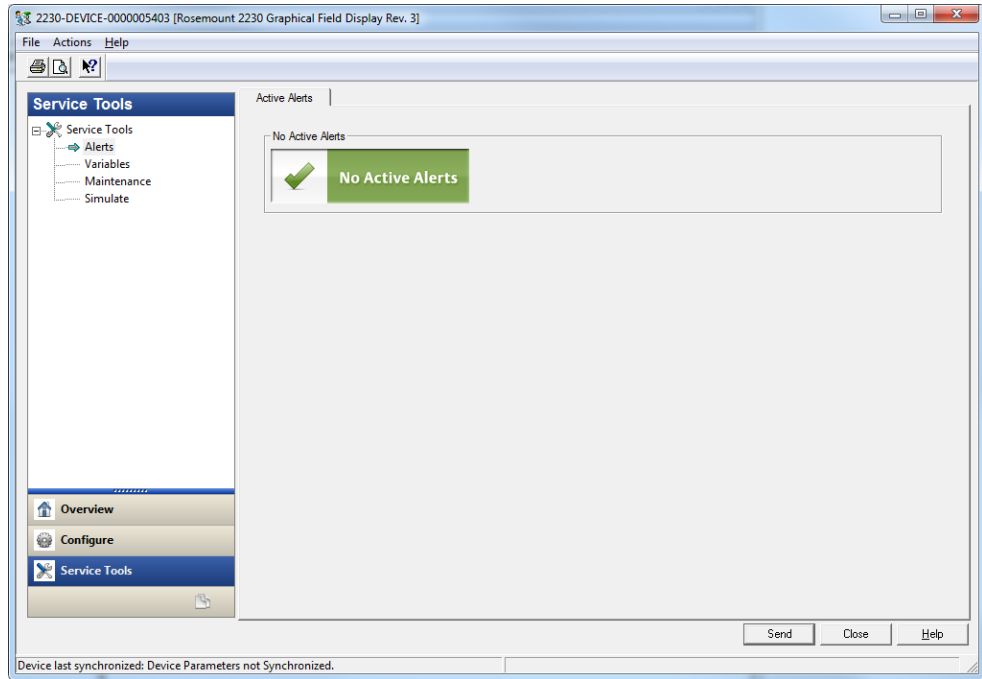 2230-DEVICE-0000005403 [Rosemount 2230 Graphical Field Display Rev. 3]
File Actions Help
Service Tools
Service Tools
Alerts
Variables
Maintenance
Simulate
Overview
Configure
Service Tools
Active Alerts
No Active Alerts
No Active Alerts
Send Close Help
Device last synchronized: Device Parameters not Synchronized.